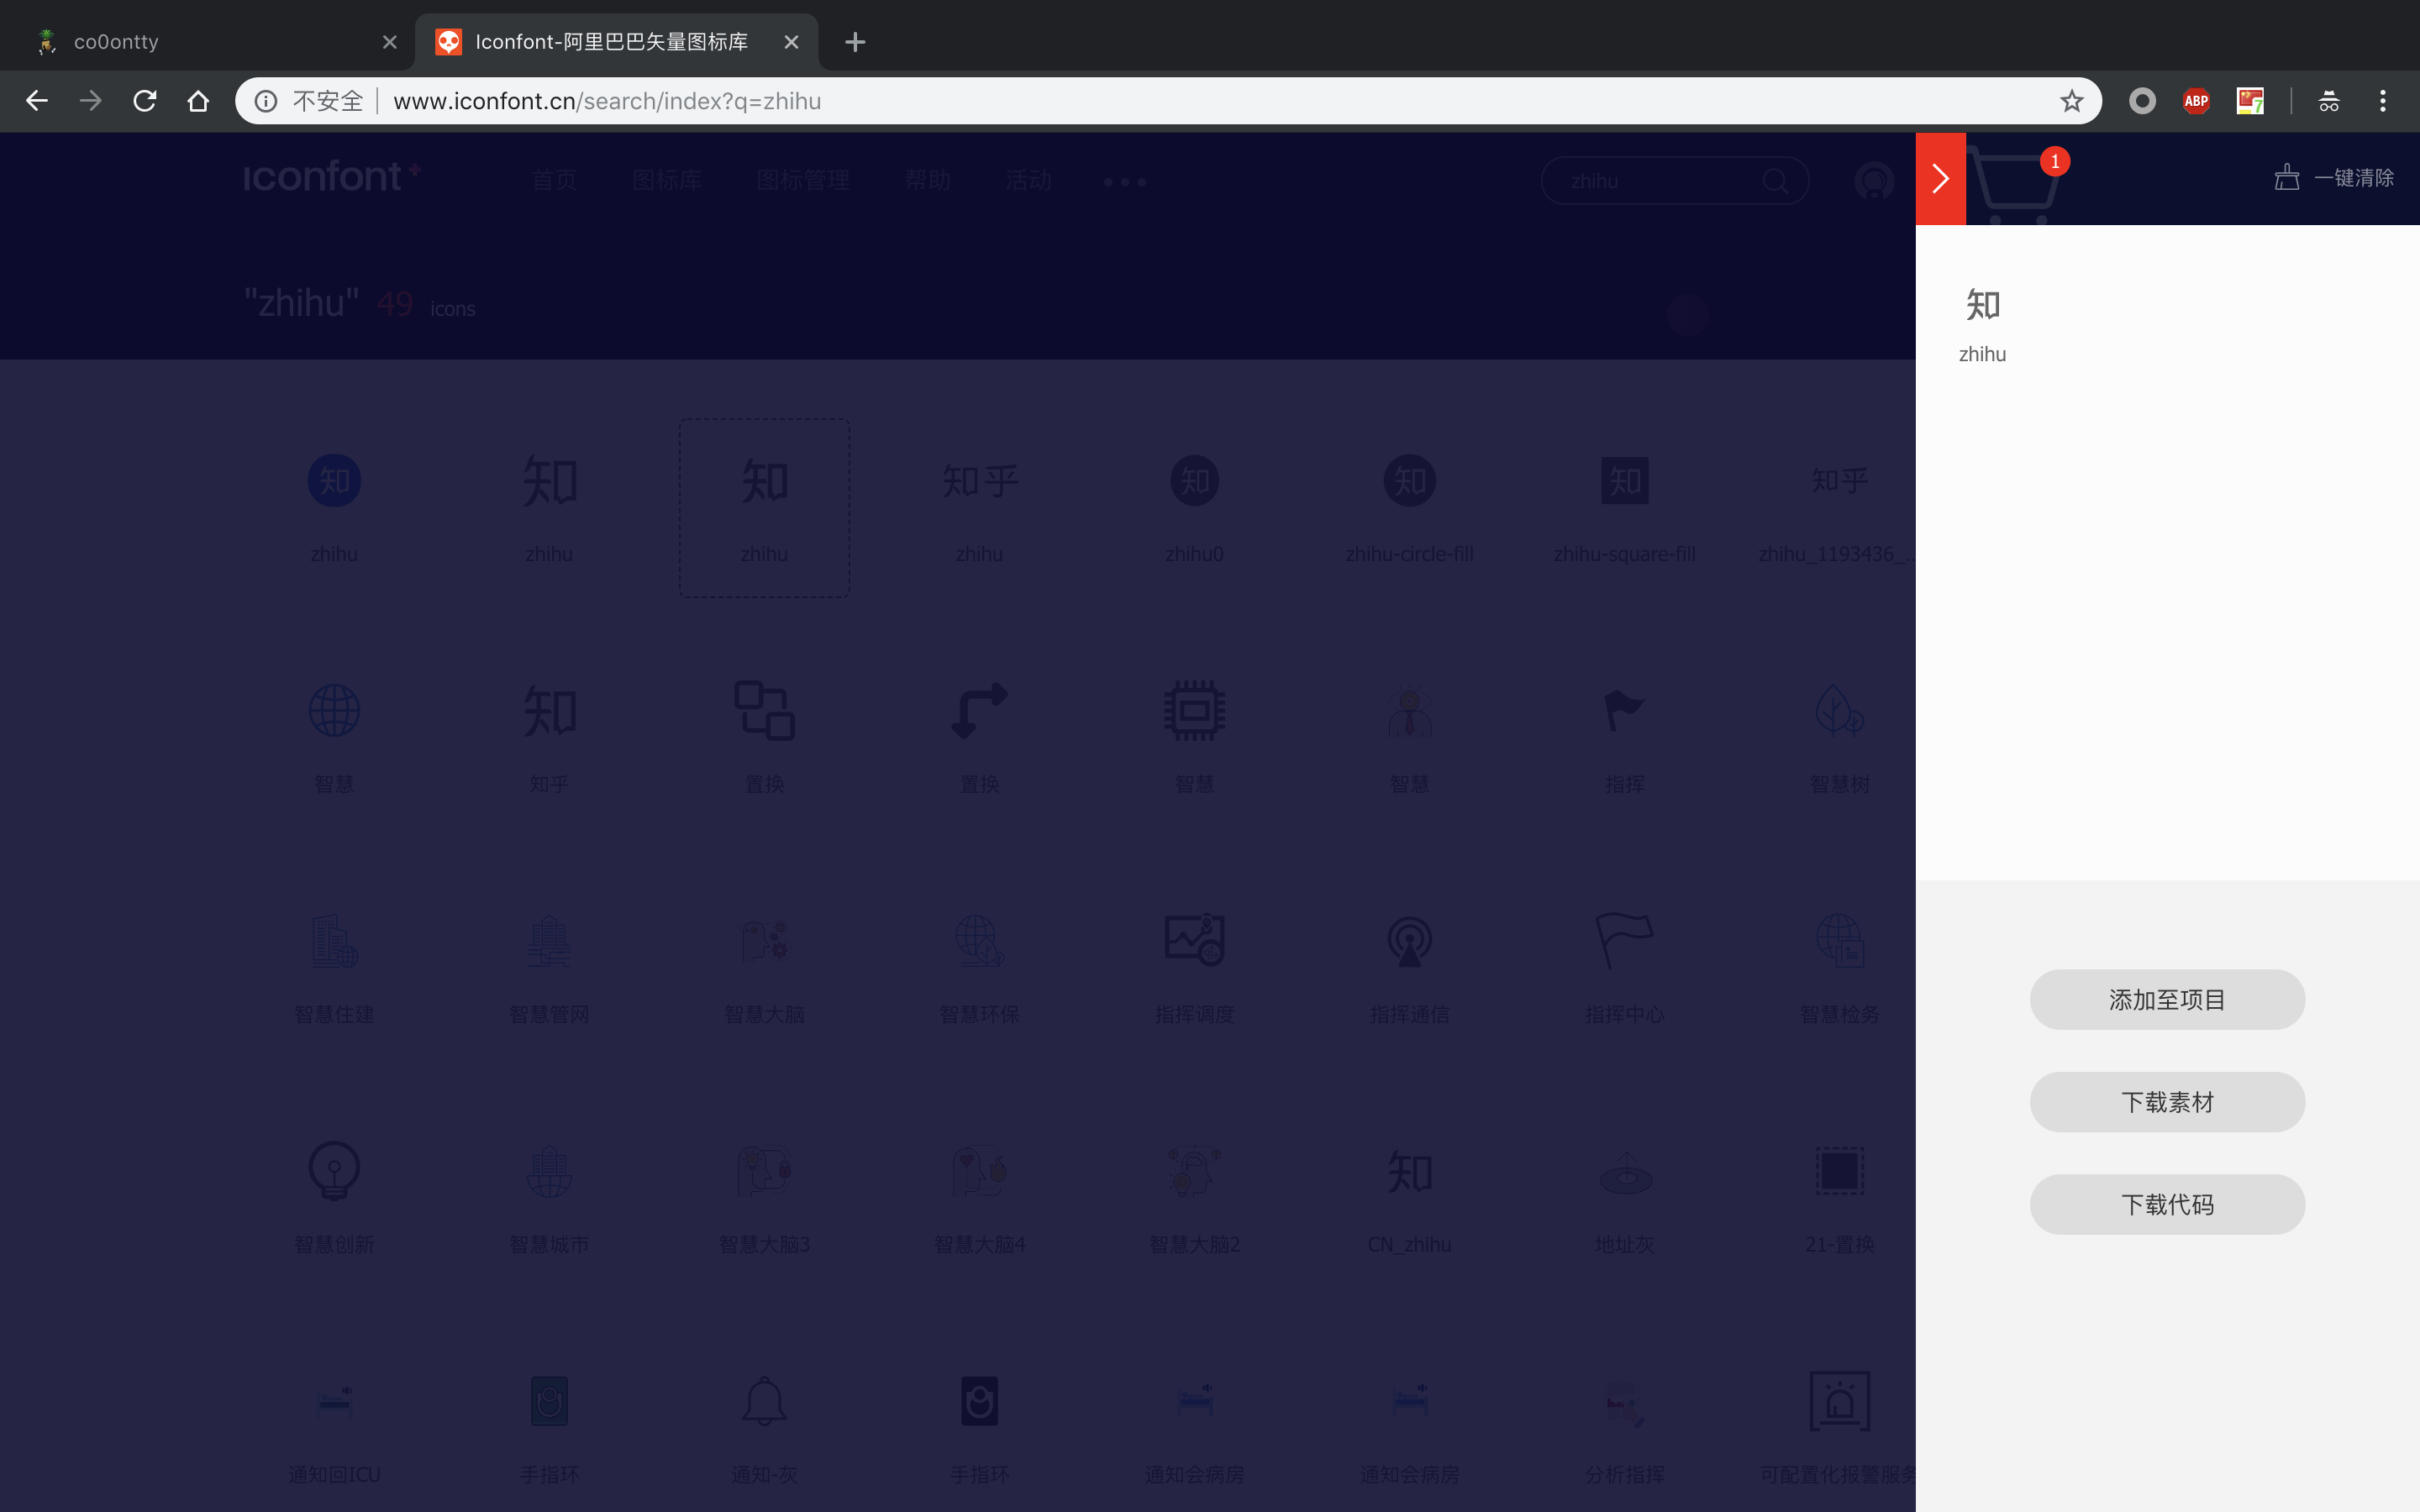 co0ontty
Iconfont-阿里巴巴矢量图标库
不安全 www.iconfont.cn/search/index?q=zhihu
ABP
7
iconfont+
首页 图标库 图标管理 帮助 活动
zhihu
1
一键清除
"zhihu" 49 icons
知
zhihu
知 知 知 知乎 知 知 知 知乎
zhihu zhihu zhihu zhihu zhihu0 zhihu-circle-fill zhihu-square-fill zhihu_1193436_...
知
智慧 知乎 置换 置换 智慧 智慧 指挥 智慧树
智慧住建 智慧管网 智慧大脑 智慧环保 指挥调度 指挥通信 指挥中心 智慧检务
知
智慧创新 智慧城市 智慧大脑3 智慧大脑4 智慧大脑2 CN_zhihu 地址灰 21-置换
通知回ICU 手指环 通知-灰 手指环 通知会病房 通知会病房 分析指挥 可配置化报警服务
添加至项目
下载素材
下载代码